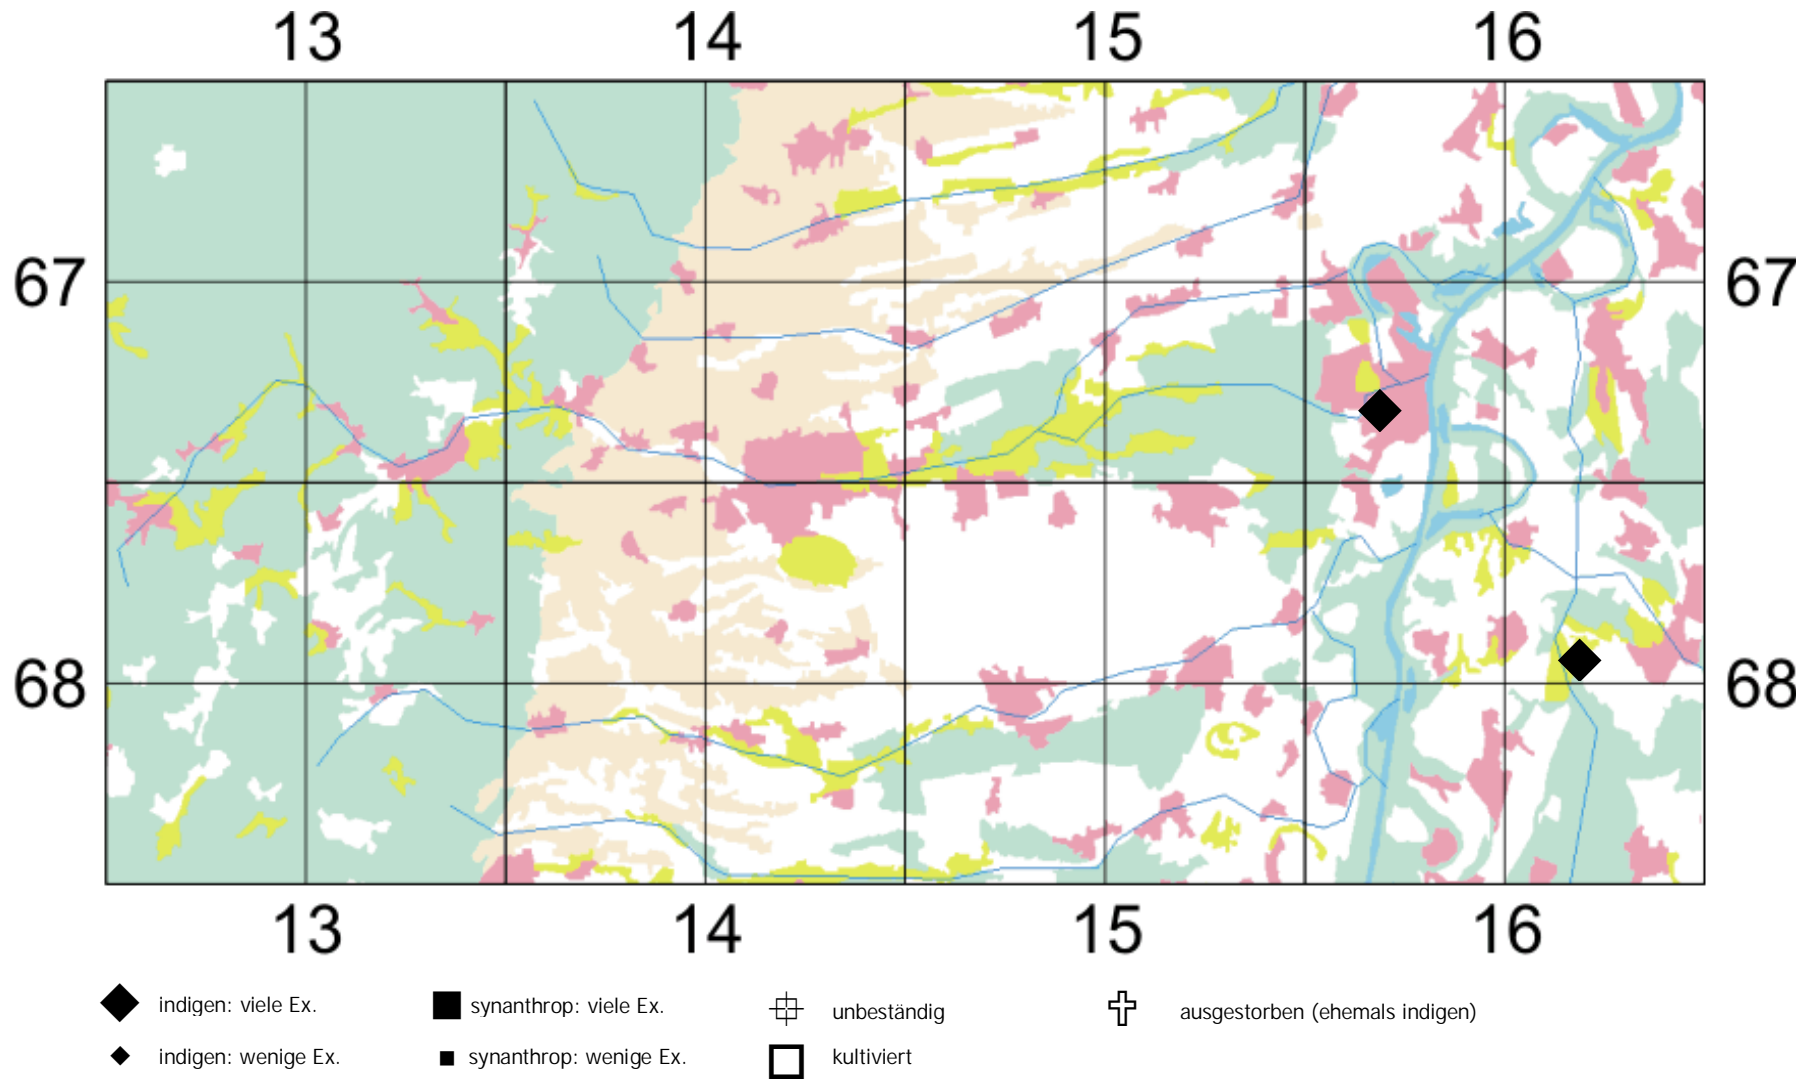 13 14 15 16
67 67
68 68
13 14 15 16
indigen: viele Ex. synanthrop: viele Ex. unbeständig ausgestorben (ehemals indigen)
indigen: wenige Ex. synanthrop: wenige Ex. kultiviert